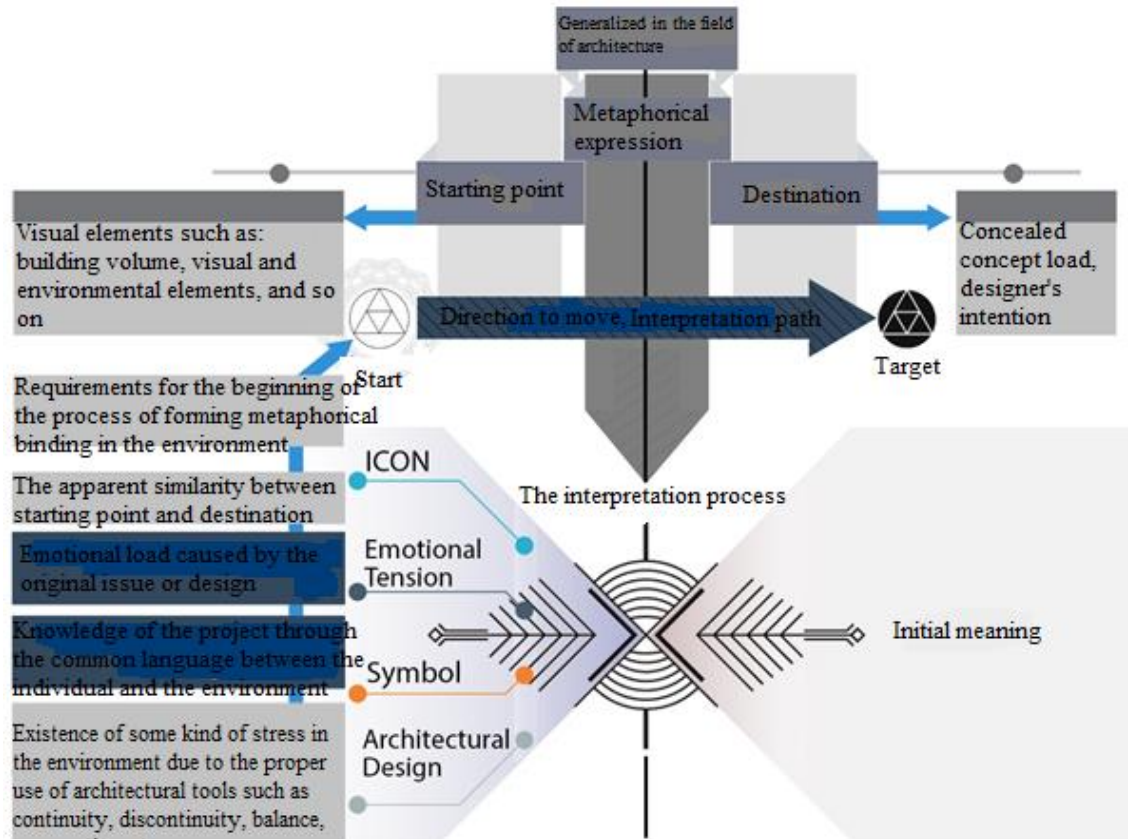 Generalized in the field
of architecture
Metaphorical
expression
Starting point
Destination
Visual elements such as:
building volume, visual and
environmental elements, and so
on
Concealed
concept load,
designer's
intention
Direction to move, Interpretation path
Start
Target
Requirements for the beginning of
the process of forming metaphorical
binding in the environment
The apparent similarity between
starting point and destination
Emotional load caused by the
original issue or design
Knowledge of the project through
the common language between the
individual and the environment
Existence of some kind of stress in
the environment due to the proper
use of architectural tools such as
continuity, discontinuity, balance,
ICON
Emotional
Tension
Symbol
Architectural
Design
The interpretation process
Initial meaning